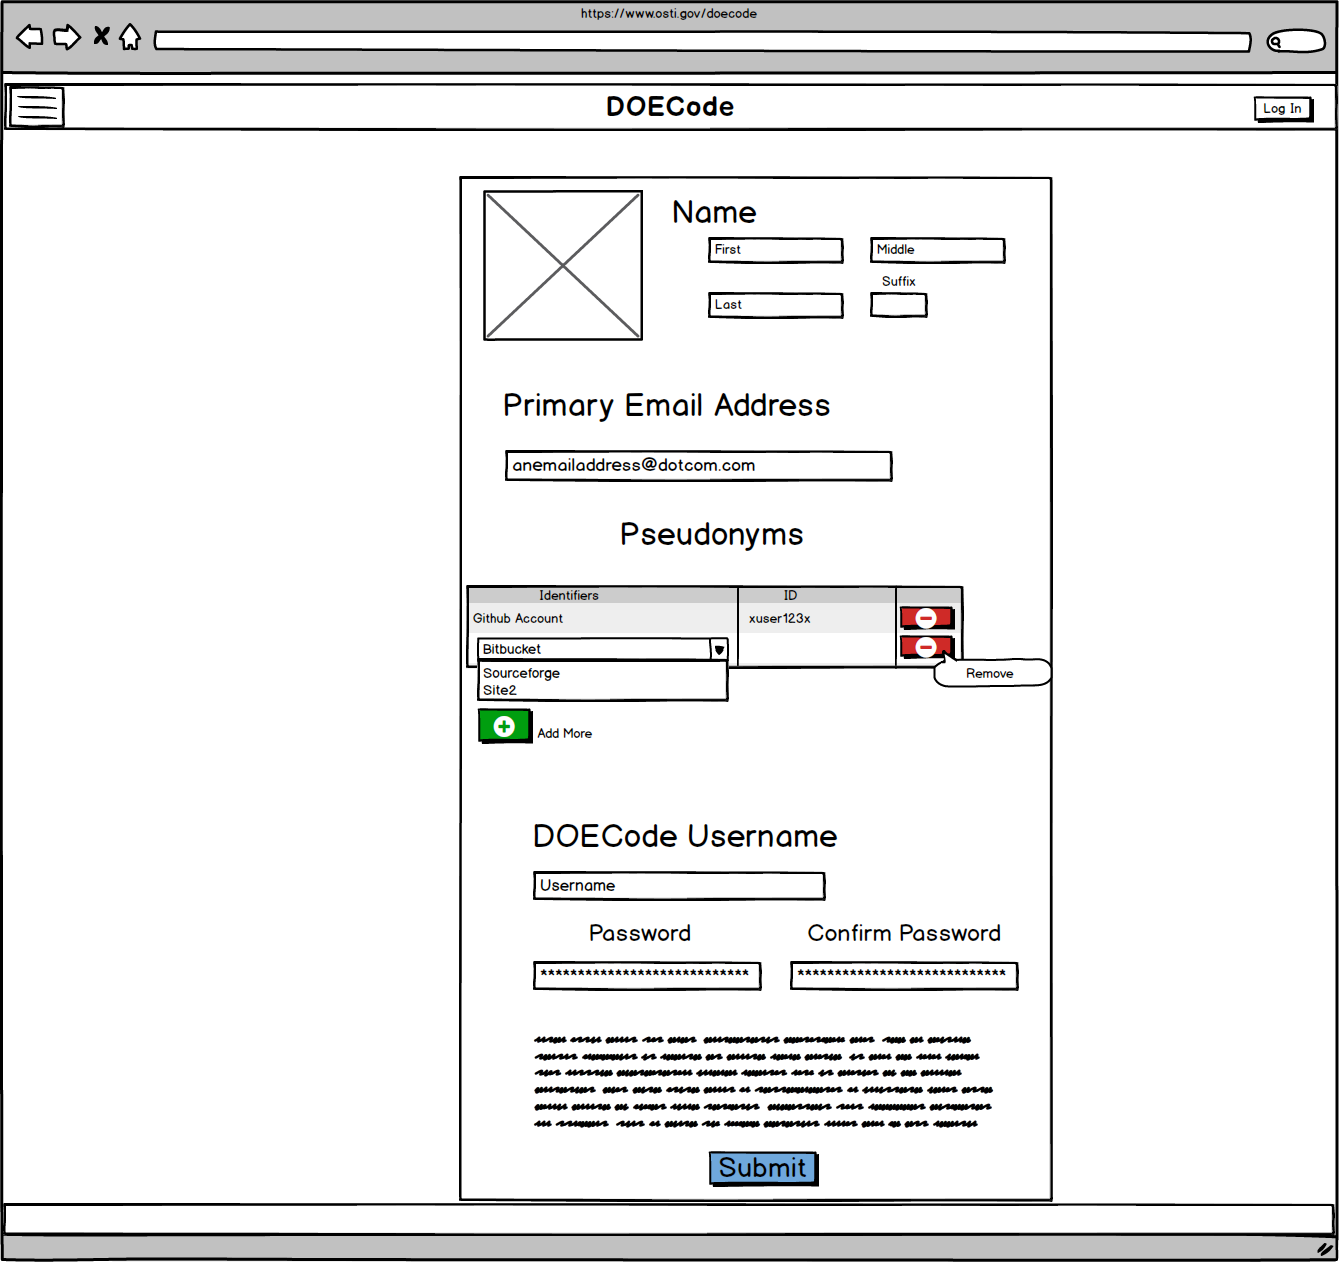 https://www.osti.gov/doecode
DOECode
Log In
Name
First
Middle
Suffix
Last
Primary Email Address
anemailaddress@dotcom.com
Pseudonyms
Identifiers ID
Github Account xuser123x
Bitbucket
Remove
Sourceforge
Site2
Add More
DOECode Username
Username
Password Confirm Password
**************************** ****************************
Submit